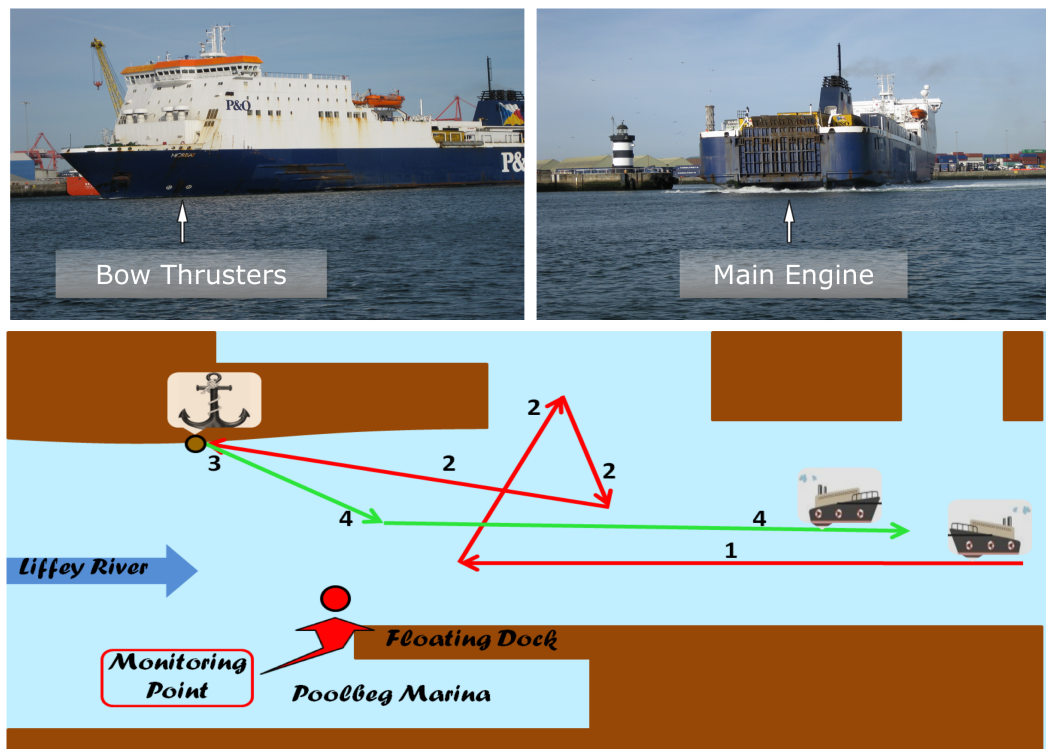 P&O
NORBAY
P&O
Bow Thrusters
Main Engine
2
2
2
3
4
4
1
Liffey River
Floating Dock
Monitoring
Point
Poolbeg Marina